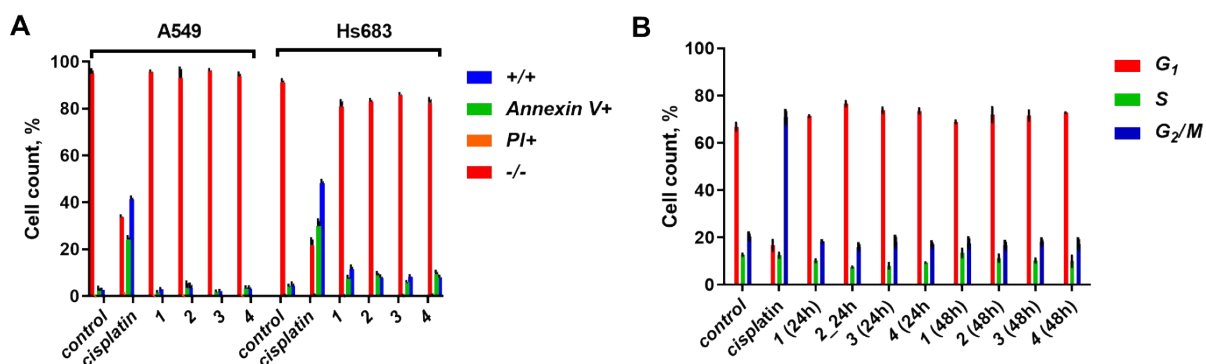 A
A549
Hs683
Cell count, %
100
80
60
40
20
0
control
cisplatin
1
2
3
4
control
cisplatin
1
2
3
4
+/+
Annexin V+
PI+
-/-
B
Cell count, %
100
80
60
40
20
0
control
cisplatin
1 (24h)
2_24h
3 (24h)
4 (24h
1 (48h)
2 (48h)
3 (48h)
4 (48h)
G1
S
G2/M